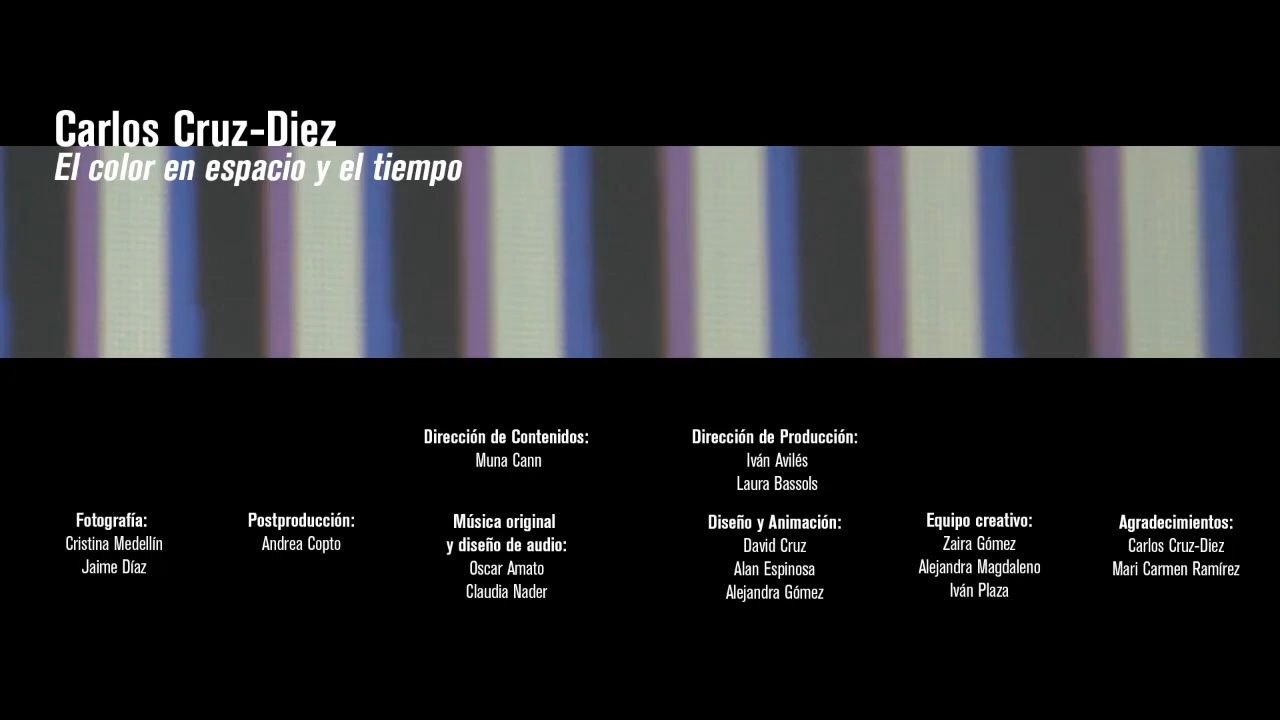 Carlos Cruz-Diez
El color en espacio y el tiempo
Dirección de Contenidos:
Muna Cann
Dirección de Producción:
Iván Avilés
Laura Bassols
Fotografía:
Cristina Medellín
Jaime Díaz
Postproducción:
Andrea Copto
Música original
y diseño de audio:
Oscar Amato
Claudia Nader
Diseño y Animación:
David Cruz
Alan Espinosa
Alejandra Gómez
Equipo creativo:
Zaira Gómez
Alejandra Magdaleno
Iván Plaza
Agradecimientos:
Carlos Cruz-Diez
Mari Carmen Ramírez